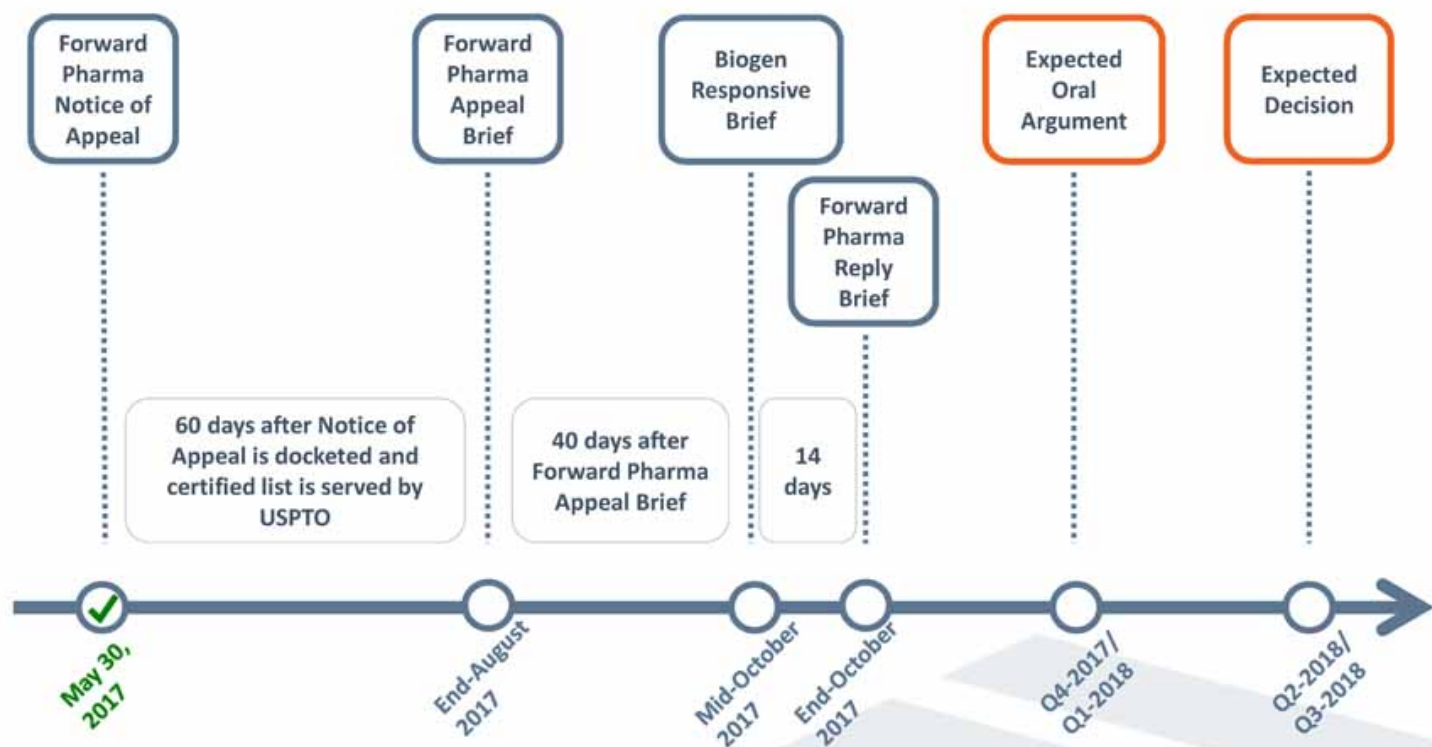 Forward
Pharma
Notice of
Appeal
Forward
Pharma
Appeal
Brief
Biogen
Responsive
Brief
Expected
Oral
Argument
Expected
Decision
Forward
Pharma
Reply
Brief
60 days after Notice of
Appeal is docketed and
certified list is served by
USPTO
40 days after
Forward Pharma
Appeal Brief
14
days
May 30,
2017
End-August
2017
Mid-October
2017
End-October
2017
Q4-2017/
Q1-2018
Q2-2018/
Q3-2018